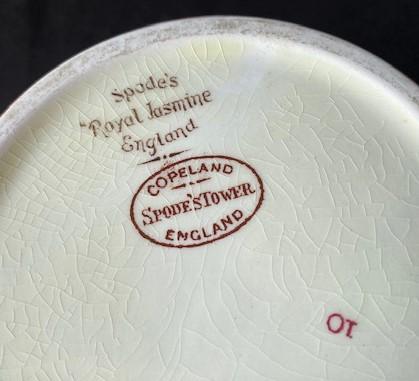 Spode's
"Royal Jasmine
England
COPELAND
SPODE'S TOWER
ENGLAND
OT